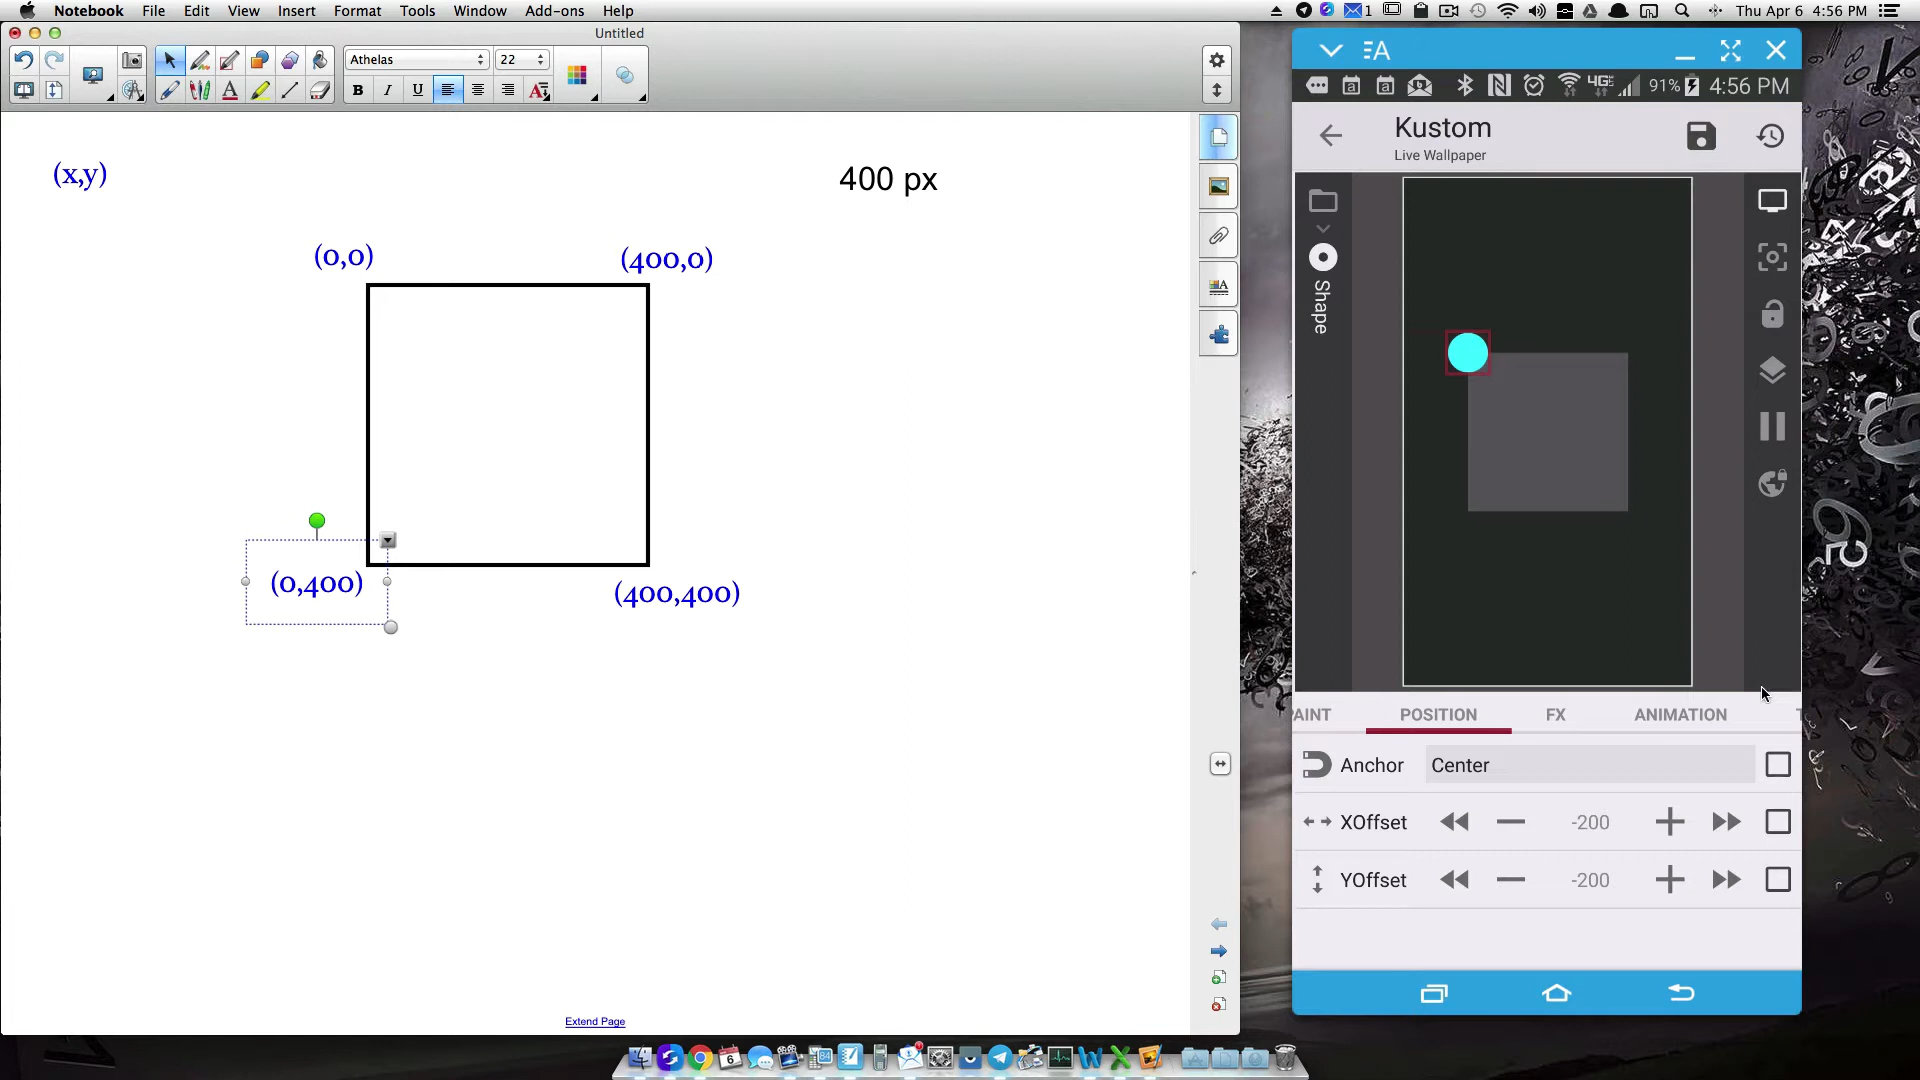 Notebook File Edit View Insert Format Tools Window Add-ons Help
1 Thu Apr 6 4:56 PM
Untitled
Athelas 22
B I U
(x,y)
400 px
(0,0) (400,0)
(0,400) (400,400)
Extend Page
91% 4:56 PM
Kustom
Live Wallpaper
Shape
AINT POSITION FX ANIMATION
Anchor Center
XOffset -200
YOffset -200